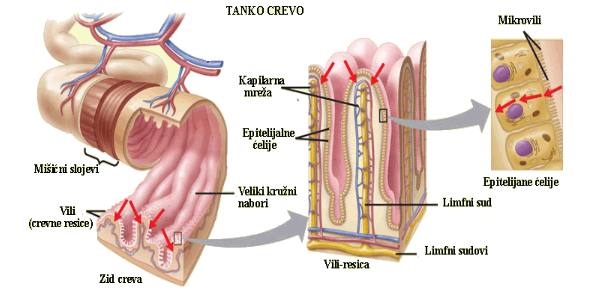 TANKO CREVO
Mikrovili
Kapilarna
mreža
Epitelijalne
ćelije
Mišićni slojevi
Epitelijane ćelije
Veliki kružni
nabori
Limfni sud
Vili
(crevne resice)
Limfni sudovi
Vili-resica
Zid creva